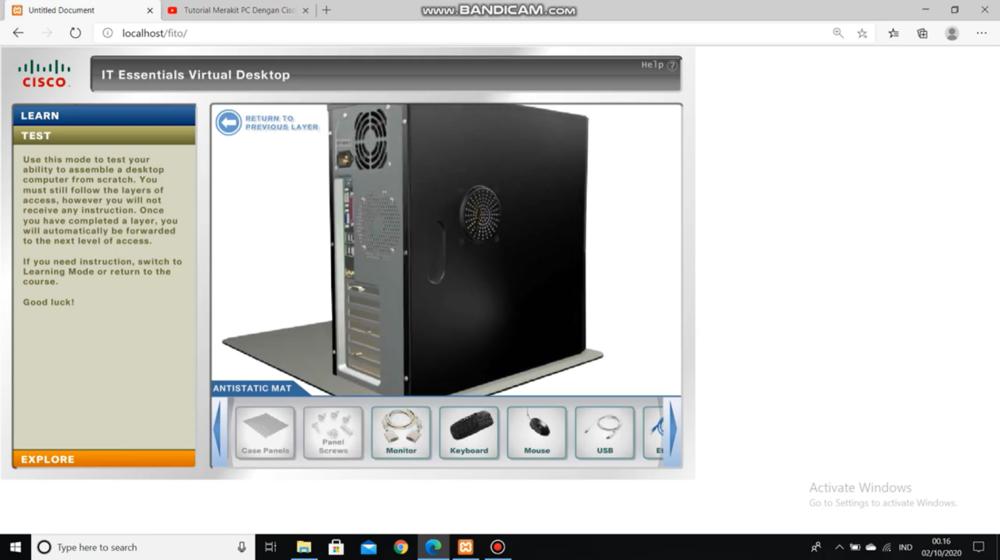 Untitled Document
Tutorial Merakit PC Dengan Cisc
www.BANDICAM.com
localhost/fito/
CISCO
IT Essentials Virtual Desktop
Help ?
LEARN
TEST
Use this mode to test your
ability to assemble a desktop
computer from scratch. You
must still follow the layers of
access, however you will not
receive any instruction. Once
you have completed a layer, you
will automatically be forwarded
to the next level of access.
If you need instruction, switch to
Learning Mode or return to the
course.
Good luck!
EXPLORE
RETURN TO
PREVIOUS LAYER
ANTISTATIC MAT
Case Panels
Panel
Screws
Monitor
Keyboard
Mouse
USB
Activate Windows
Go to Settings to activate Windows.
Type here to search
IND
00.16
02/10/2020